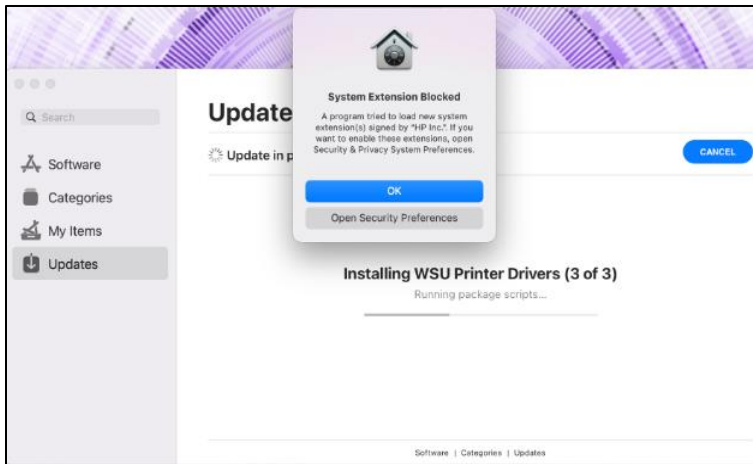 System Extension Blocked
A program tried to load new system
extension(s) signed by "HP Inc.". If you
want to enable these extensions, open
Security & Privacy System Preferences.
OK
Open Security Preferences
Search
Software
Categories
My Items
Updates
Update
Update in p
CANCEL
Installing WSU Printer Drivers (3 of 3)
Running package scripts...
Software | Categories | Updates